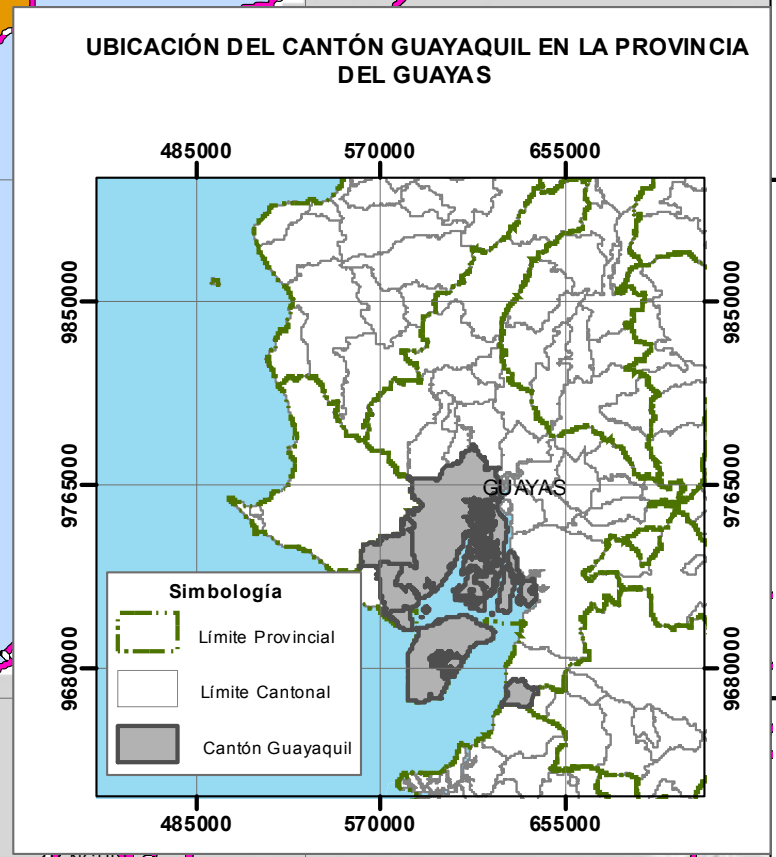 UBICACIÓN DEL CANTÓN GUAYAQUIL EN LA PROVINCIA
DEL GUAYAS
485000 570000 655000
9850000 9850000
9765000 9765000
GUAYAS
9680000 9680000
Simbología
Límite Provincial
Límite Cantonal
Cantón Guayaquil
485000 570000 655000